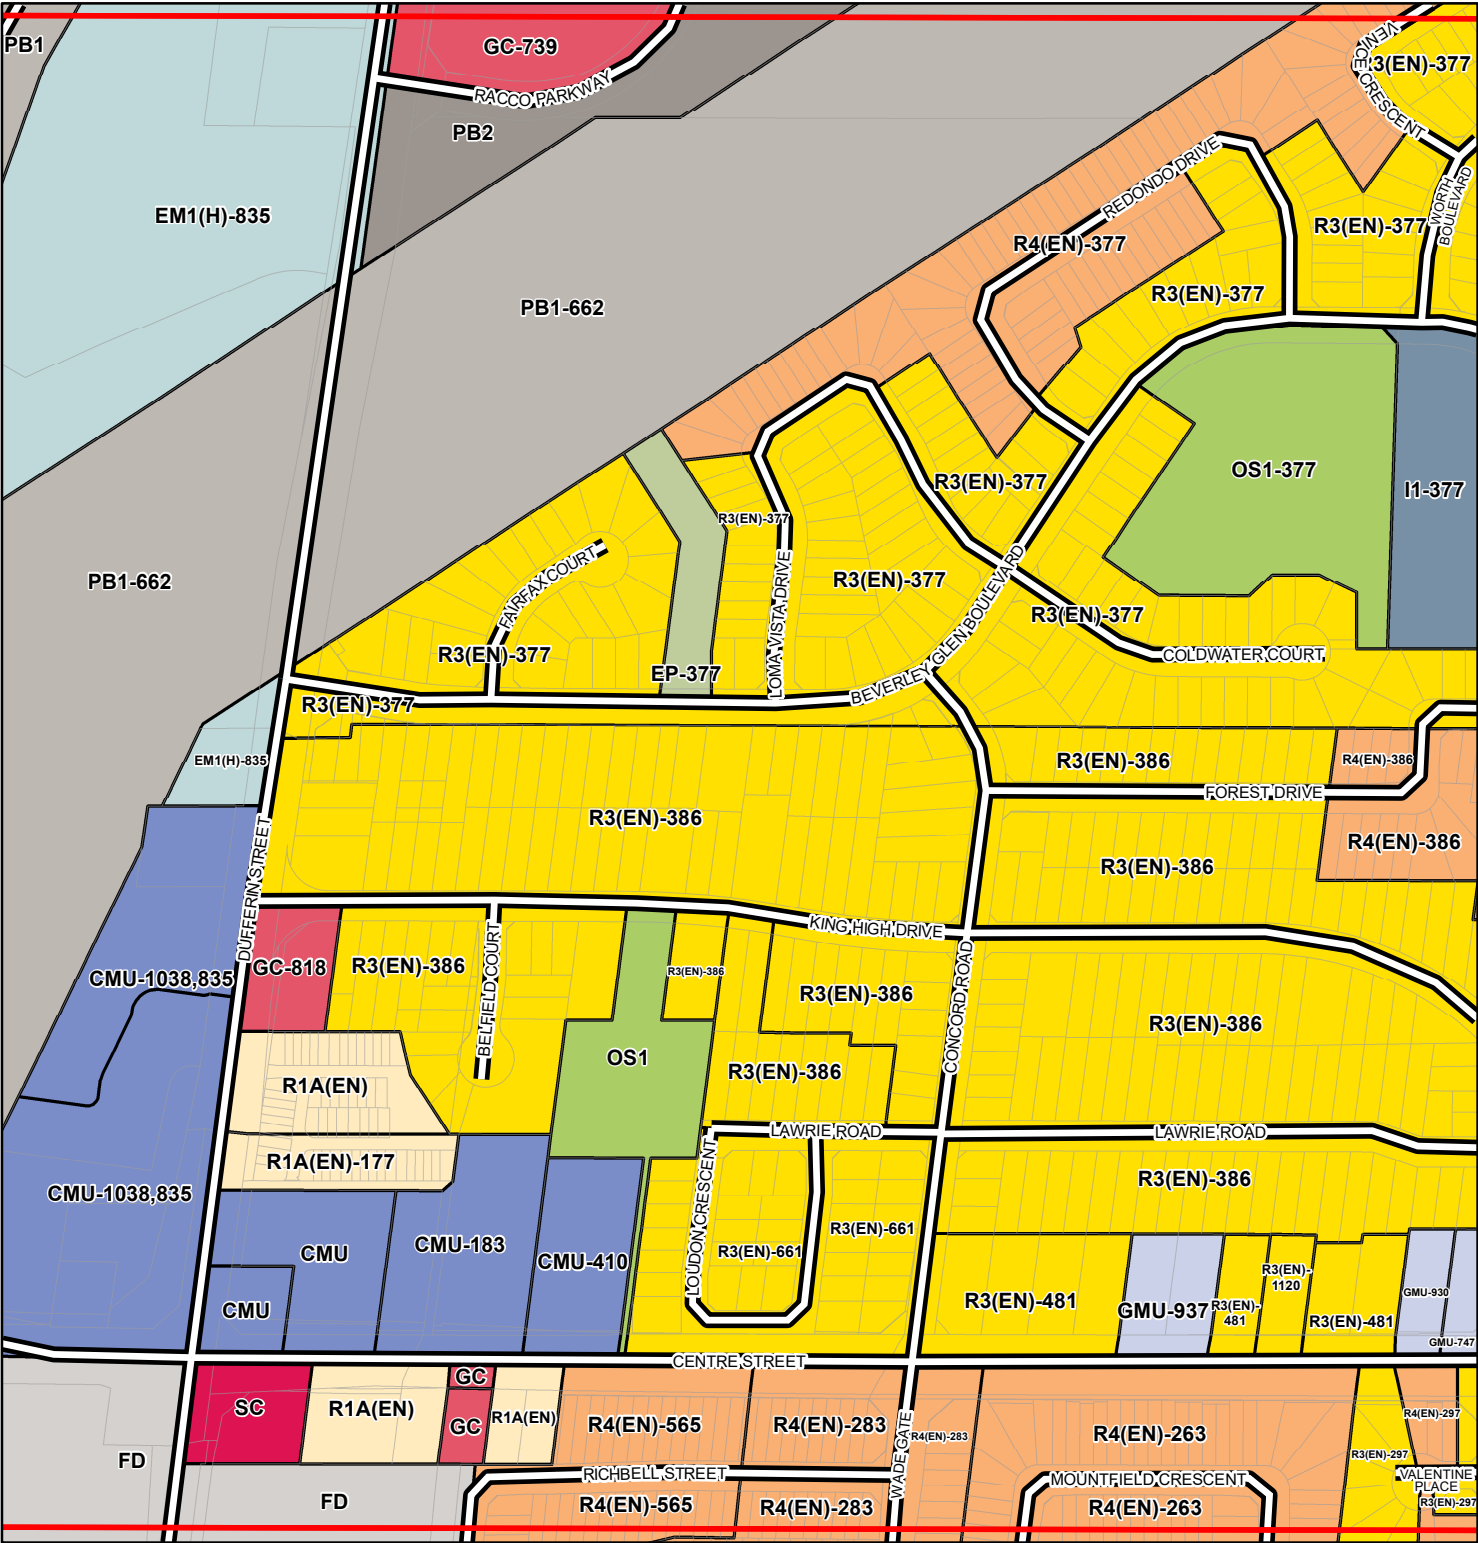 PB1
GC-739
R3(EN)-377
VENICE CRESCENT
RACCO PARKWAY
PB2
REDONDO DRIVE
WORTH
BOULEVARD
EM1(H)-835
R3(EN)-377
R4(EN)-377
R3(EN)-377
PB1-662
OS1-377
R3(EN)-377
I1-377
R3(EN)-377
PB1-662
FAIRFAX COURT
LOMA VISTA DRIVE
R3(EN)-377
BEVERLEY GLEN BOULEVARD
R3(EN)-377
R3(EN)-377
COLDWATER COURT
EP-377
R3(EN)-377
EM1(H)-835
R3(EN)-386
R4(EN)-386
FOREST DRIVE
R3(EN)-386
DUFFERIN STREET
R4(EN)-386
R3(EN)-386
KING HIGH DRIVE
CMU-1038,835
GC-818
R3(EN)-386
BELFIELD COURT
R3(EN)-386
R3(EN)-386
CONCORD ROAD
R3(EN)-386
OS1
R3(EN)-386
R1A(EN)
LAWRIE ROAD
LAWRIE ROAD
R1A(EN)-177
R3(EN)-386
CMU-1038,835
LOUDON CRESCENT
R3(EN)-661
CMU
CMU-183
R3(EN)-661
CMU-410
R3(EN)-
1120
GMU-930
CMU
R3(EN)-481
GMU-937
R3(EN)-
481
R3(EN)-481
GMU-747
CENTRE STREET
GC
SC
R1A(EN)
GC
R1A(EN)
R4(EN)-565
R4(EN)-283
WADE GATE
R4(EN)-283
R4(EN)-263
R4(EN)-297
R3(EN)-297
FD
RICHBELL STREET
MOUNTFIELD CRESCENT
VALENTINE
PLACE
FD
R4(EN)-565
R4(EN)-283
R4(EN)-263
R3(EN)-297